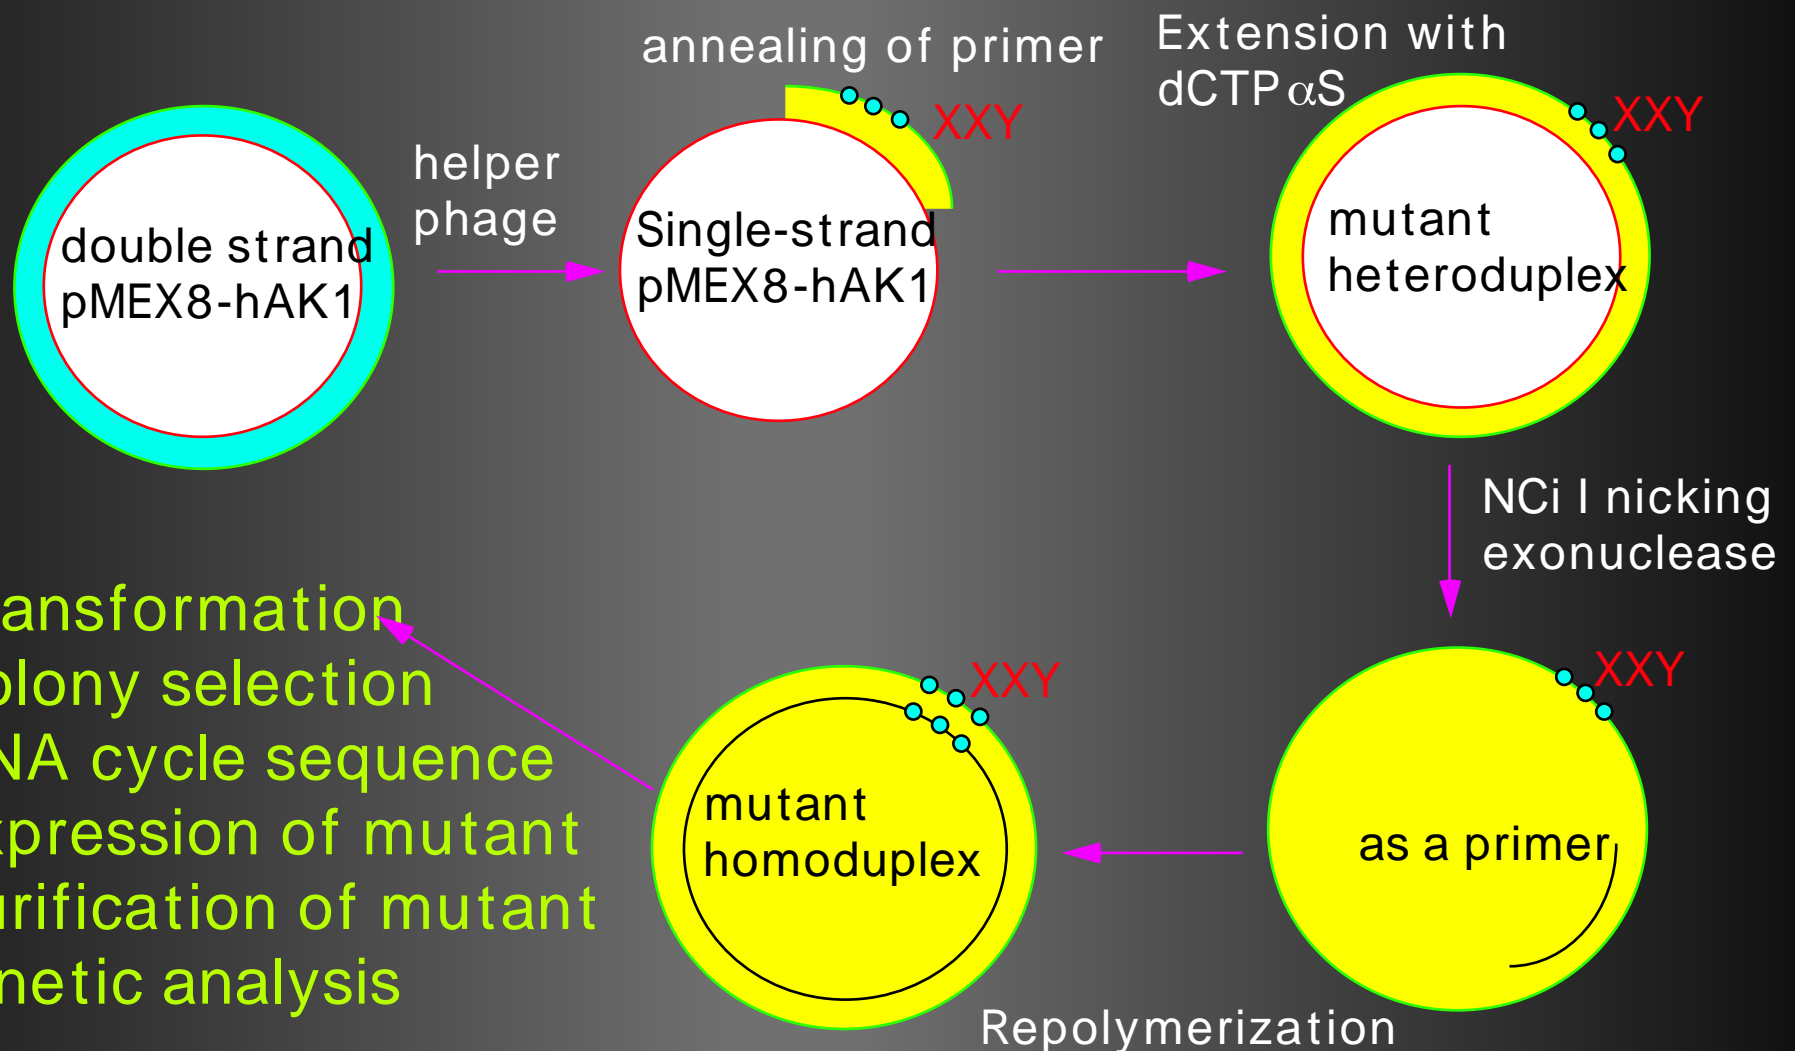 annealing of primer
Extension with
dCTPαS
XXY
XXY
helper
phage
double strand
pMEX8-hAK1
Single-strand
pMEX8-hAK1
mutant
heteroduplex
NCi I nicking
exonuclease
ansformation
olony selection
NA cycle sequence
xpression of mutant
urification of mutant
netic analysis
XXY
mutant
homoduplex
XXY
as a primer
Repolymerization